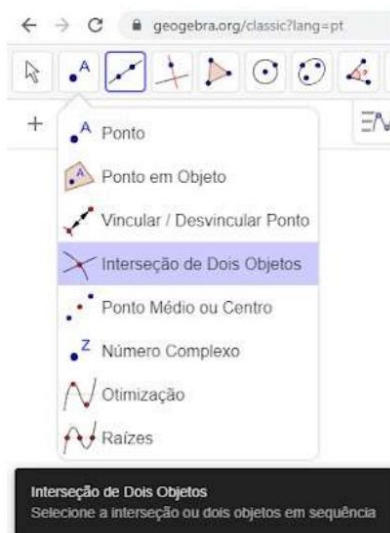 geogebra.org/classic?lang=pt
A
Ponto
A
Ponto em Objeto
Vincular / Desvincular Ponto
Interseção de Dois Objetos
Ponto Médio ou Centro
Z
Número Complexo
Otimização
Raízes
Interseção de Dois Objetos
Selecione a interseção ou dois objetos em sequência